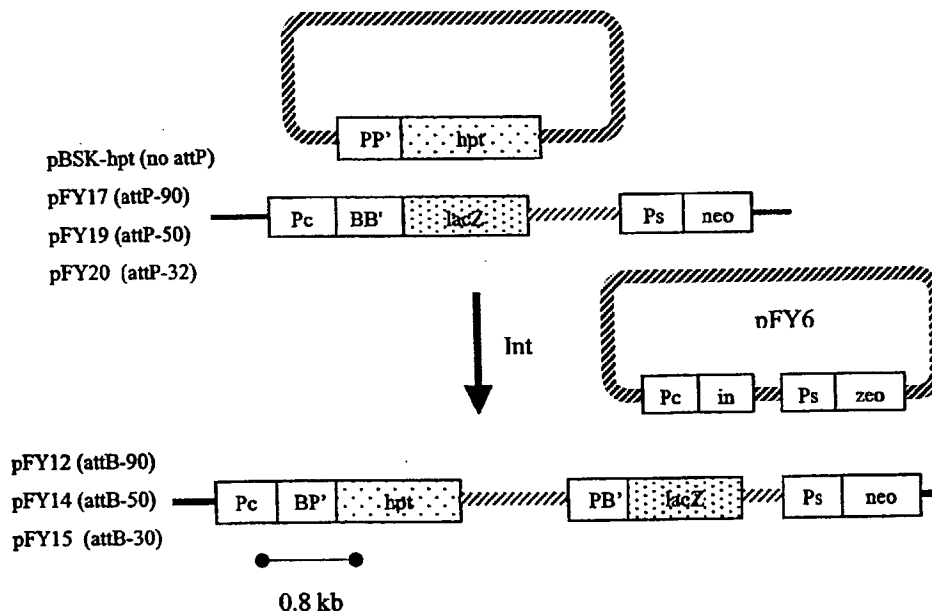 PP' hpt
pBSK-hpt (no attP)
pFY17 (attP-90)
pFY19 (attP-50)
pFY20 (attP-32)
Pc BB' lacZ Ps neo
Int
pFY6
Pc in Ps zeo
pFY12 (attB-90)
pFY14 (attB-50)
pFY15 (attB-30)
Pc BP' hpt PB' lacZ Ps neo
0.8 kb